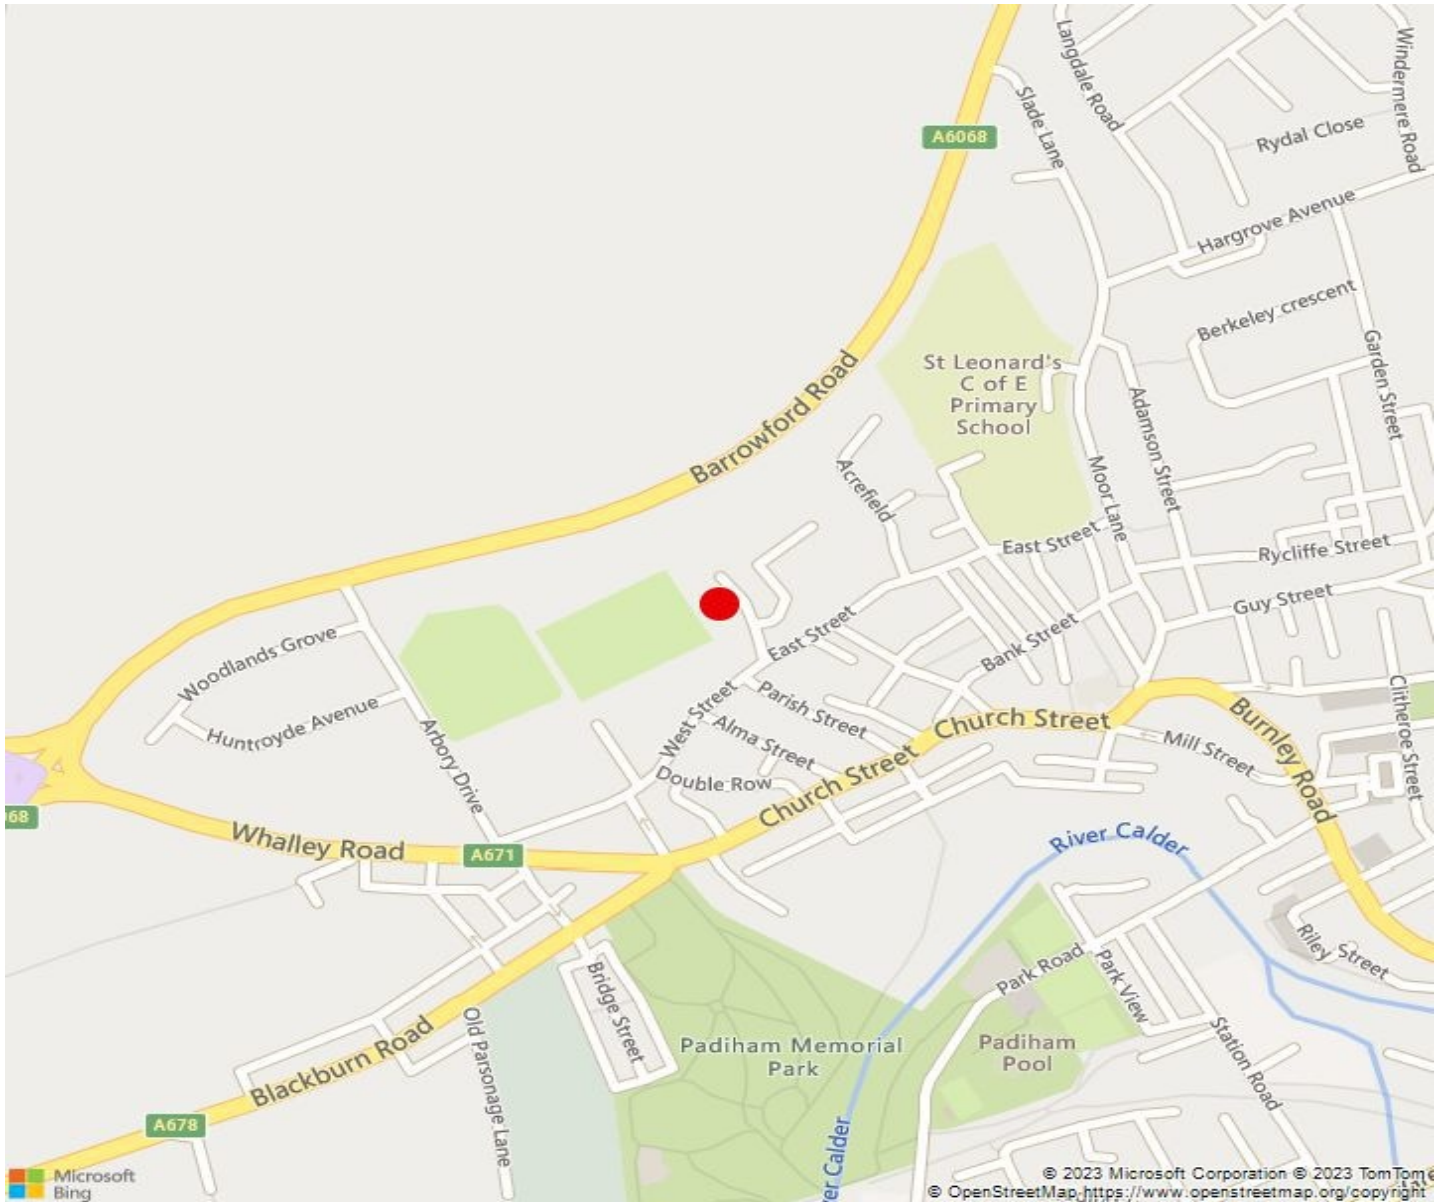 Langdale Road
Windermere Road
Slade Lane
A6068
Rydal Close
Hargrove Avenue
Berkeley crescent
Garden Street
St Leonard's
C of E
Primary
School
Barrowford Road
Adamson Street
Acrefield
Moor Lane
East Street
Rycliffe Street
Guy Street
East Street
Bank Street
Woodlands Grove
West Street
Parish Street
Huntroyde Avenue
Alma Street
Church Street
Burnley Road
Clitheroe Street
Arbory Drive
Mill Street
Double Row
Church Street
68
Whalley Road
A671
River Calder
Riley Street
Park Road
Park View
Bridge Street
Old Parsonage Lane
Padiham Memorial
Park
Padiham
Pool
Station Road
Blackburn Road
A678
er Calder
Microsoft
Bing
© 2023 Microsoft Corporation © 2023 TomTom
© OpenStreetMap https://www.openstreetmap.org/copyright